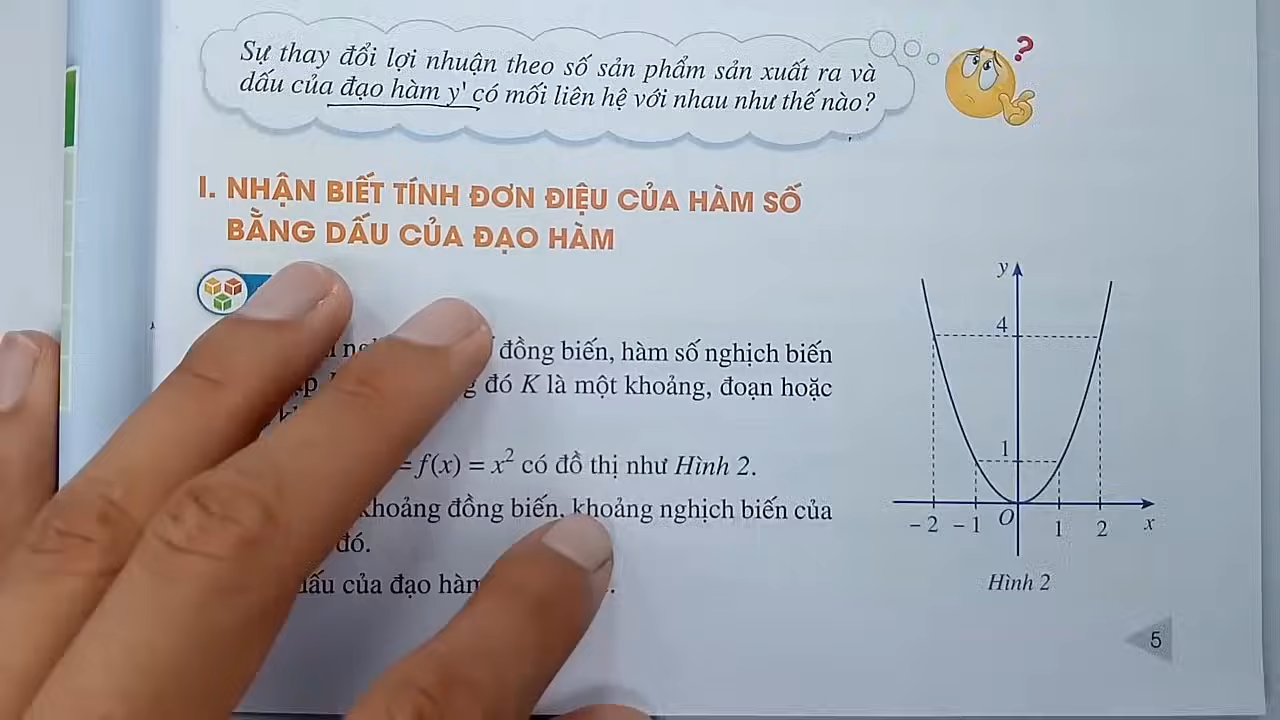 Sự thay đổi lợi nhuận theo số sản phẩm sản xuất ra và
dấu của đạo hàm y' có mối liên hệ với nhau như thế nào?
?
I. NHẬN BIẾT TÍNH ĐƠN ĐIỆU CỦA HÀM SỐ
BẰNG DẤU CỦA ĐẠO HÀM
đồng biến, hàm số nghịch biến
đó K là một khoảng, đoạn hoặc
= f(x) = x² có đồ thị như Hình 2.
khoảng đồng biến, khoảng nghịch biến của
đó.
dấu của đạo hàm
y
4
1
-2 -1 O 1 2 x
Hình 2
5